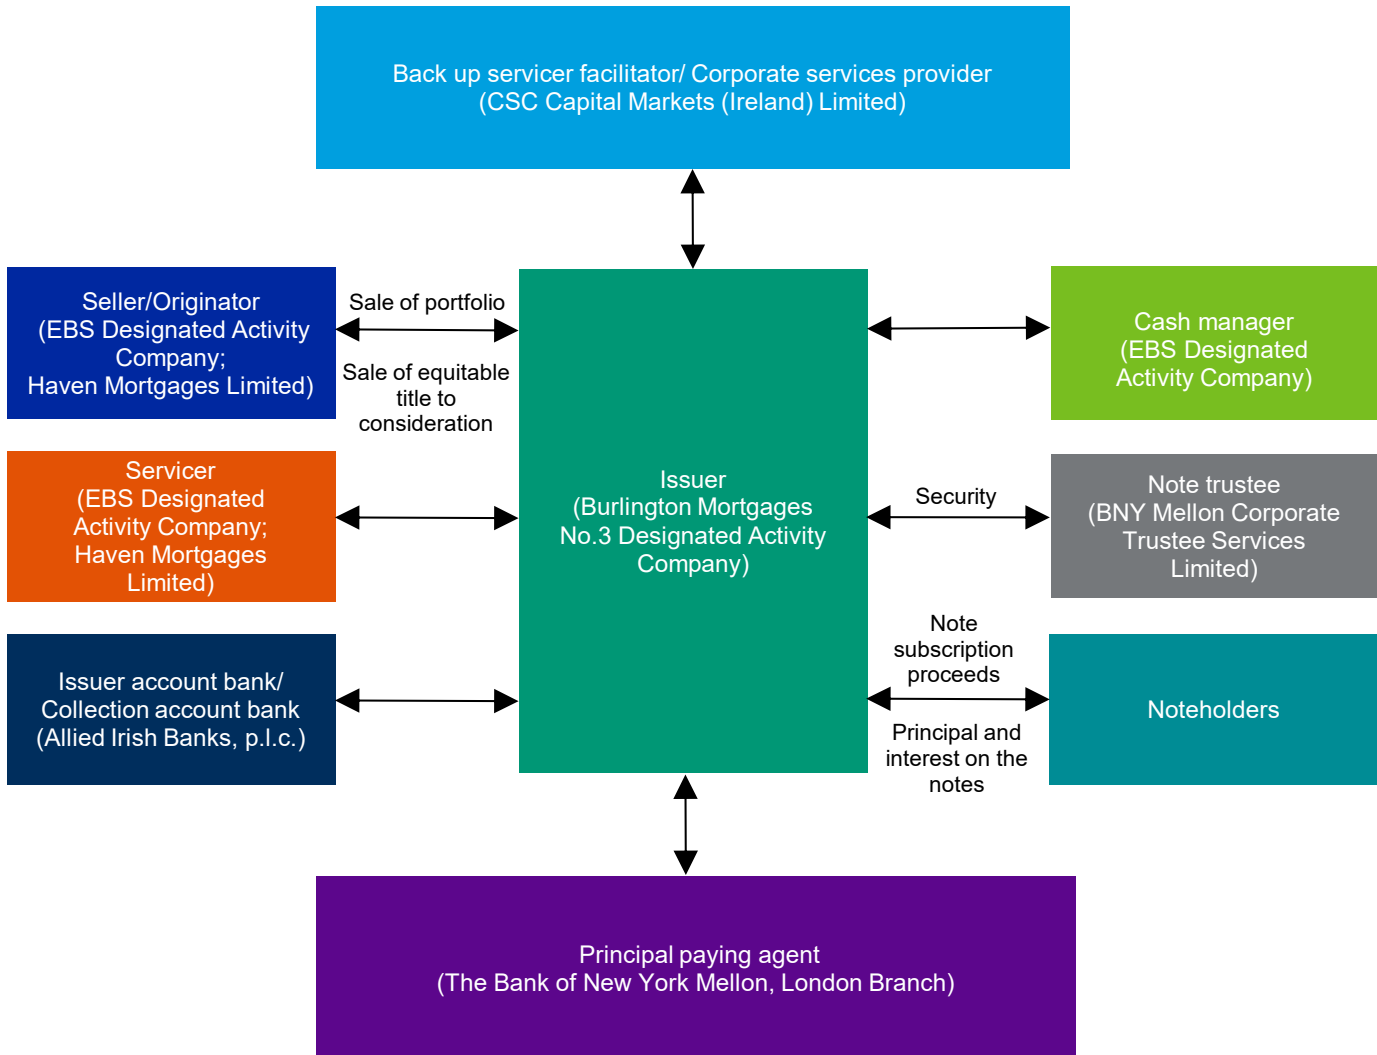 Back up servicer facilitator/ Corporate services provider
(CSC Capital Markets (Ireland) Limited)
Seller/Originator
(EBS Designated Activity
Company;
Haven Mortgages Limited)
Sale of portfolio
Sale of equitable
title to
consideration
Servicer
(EBS Designated
Activity Company;
Haven Mortgages
Limited)
Issuer account bank/
Collection account bank
(Allied Irish Banks, p.l.c.)
Issuer
(Burlington Mortgages
No.3 Designated Activity
Company)
Cash manager
(EBS Designated
Activity Company)
Security
Note trustee
(BNY Mellon Corporate
Trustee Services
Limited)
Note
subscription
proceeds
Principal and
interest on the
notes
Noteholders
Principal paying agent
(The Bank of New York Mellon, London Branch)